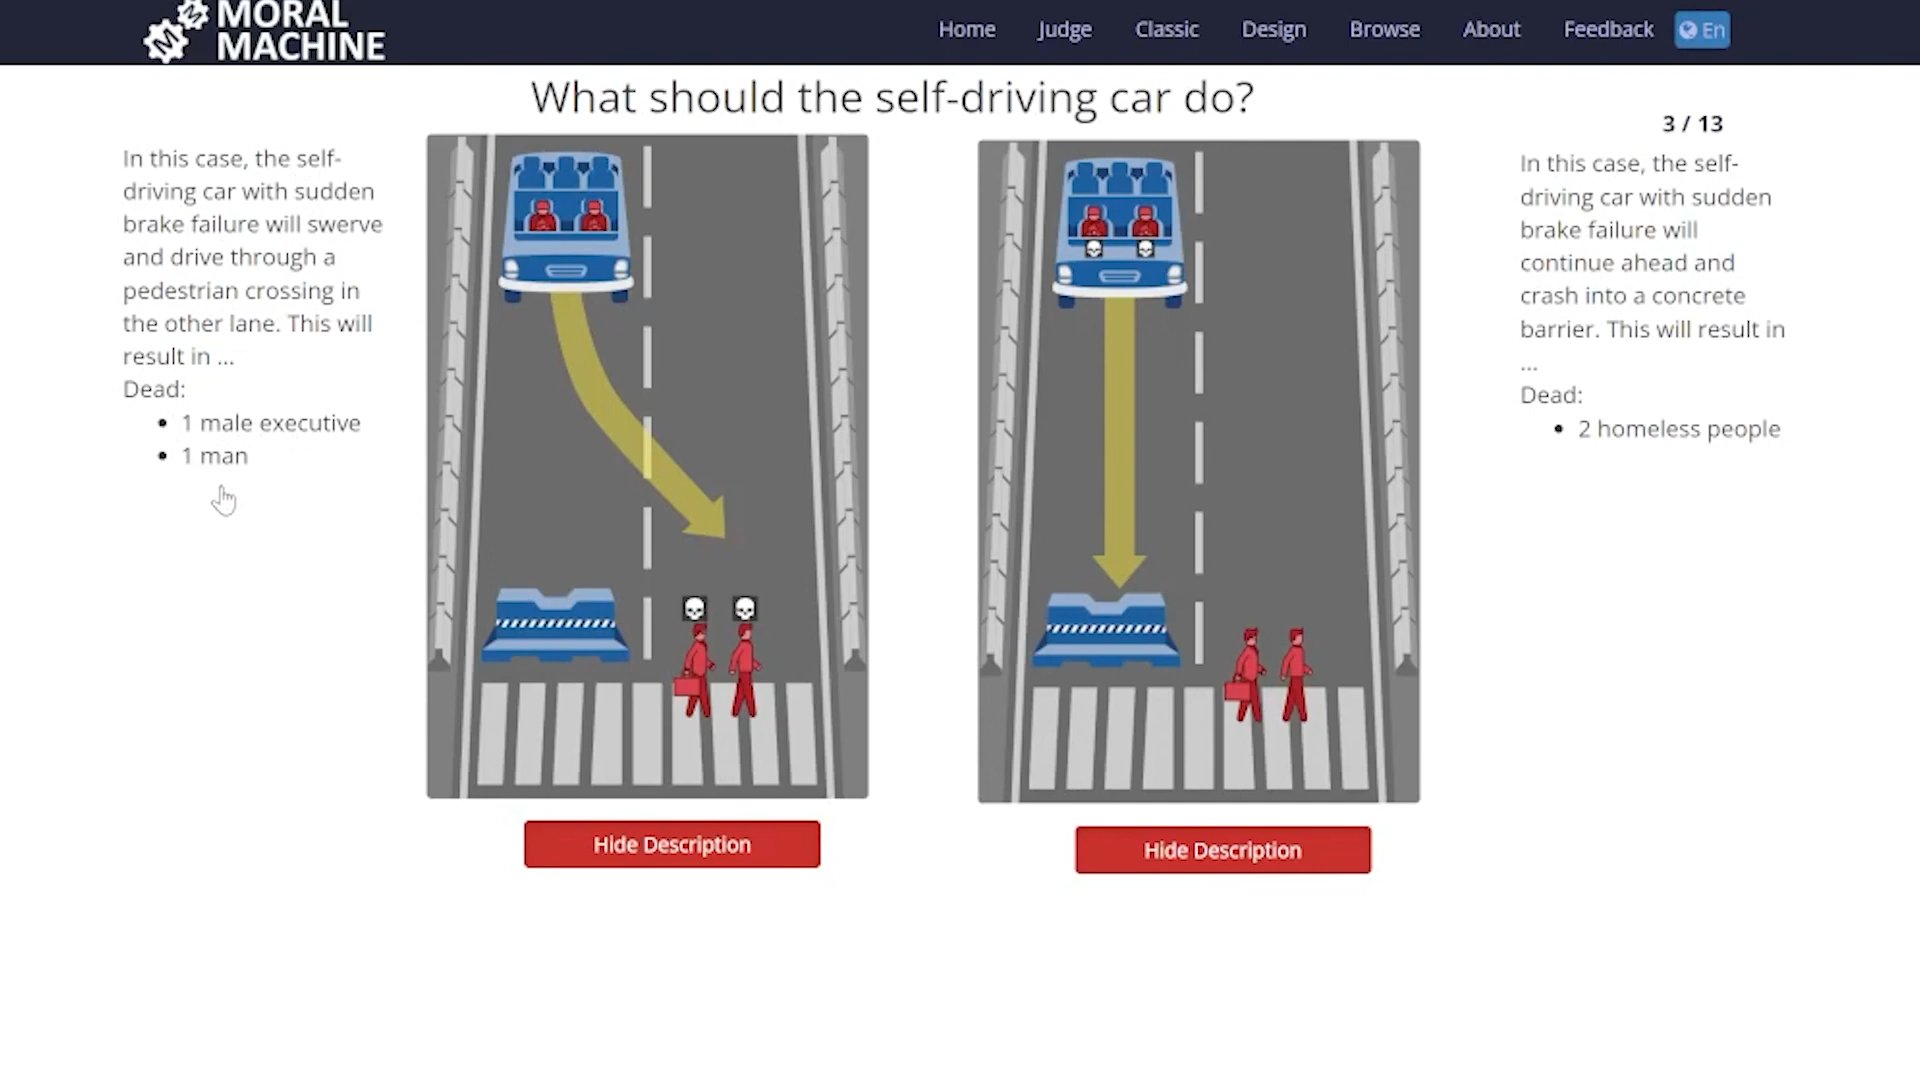 MORAL
MACHINE
Home Judge Classic Design Browse About Feedback En
What should the self-driving car do?
3 / 13
In this case, the self-
driving car with sudden
brake failure will swerve
and drive through a
pedestrian crossing in
the other lane. This will
result in ...
Dead:
• 1 male executive
• 1 man
Hide Description
In this case, the self-
driving car with sudden
brake failure will
continue ahead and
crash into a concrete
barrier. This will result in
...
Dead:
• 2 homeless people
Hide Description